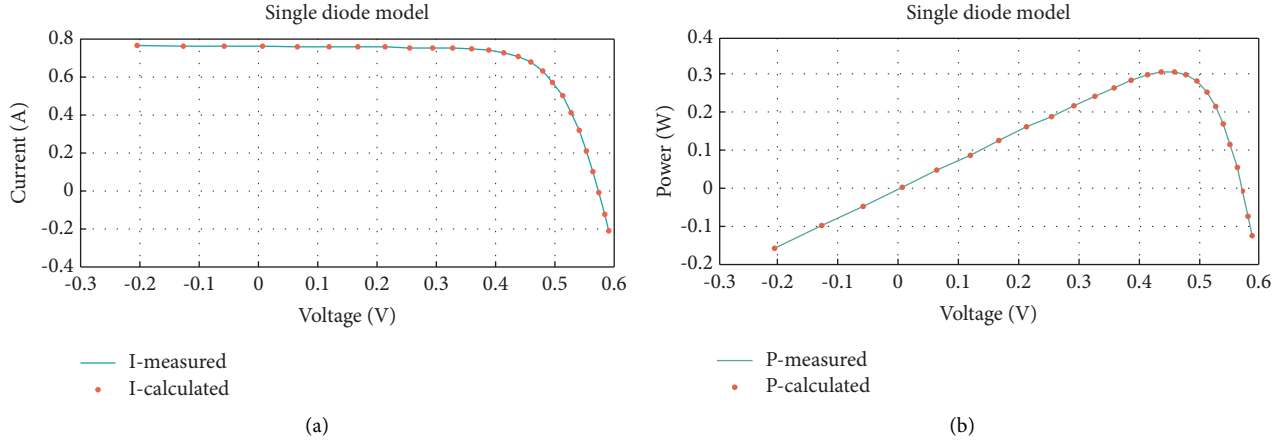 Single diode model
0.8
0.6
0.4
0.2
0
-0.2
-0.4
Current (A)
-0.3 -0.2 -0.1 0 0.1 0.2 0.3 0.4 0.5 0.6
Voltage (V)
I-measured
I-calculated
(a)
Single diode model
0.4
0.3
0.2
0.1
0
-0.1
-0.2
Power (W)
-0.3 -0.2 -0.1 0 0.1 0.2 0.3 0.4 0.5 0.6
Voltage (V)
P-measured
P-calculated
(b)